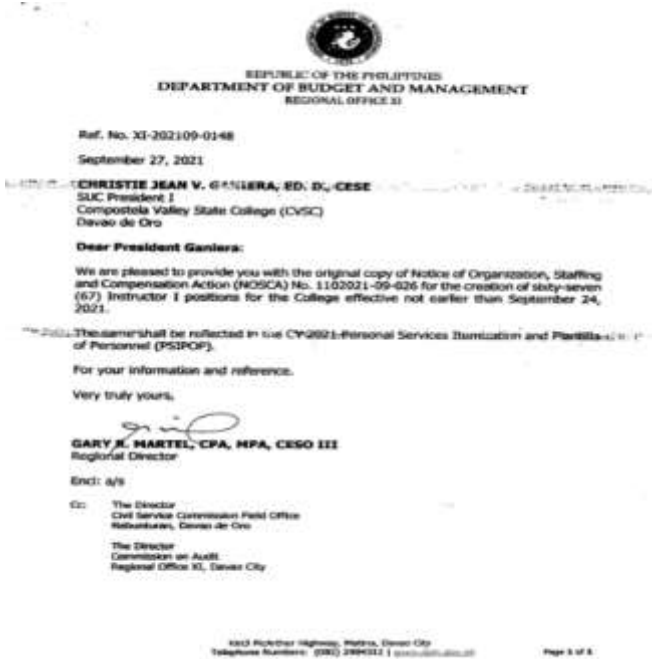 REPUBLIC OF THE PHILIPPINES
DEPARTMENT OF BUDGET AND MANAGEMENT
REGIONAL OFFICE XI
Ref. No. XI-202109-0148
September 27, 2021
CHRISTIE JEAN V. GANIERA, ED. D., CESE
SUC President I
Compostela Valley State College (CVSC)
Davao de Oro
Dear President Ganiera:
We are pleased to provide you with the original copy of Notice of Organization, Staffing
and Compensation Action (NOSCA) No. 1102021-09-026 for the creation of sixty-seven
(67) Instructor I positions for the College effective not earlier than September 24,
2021.
The same shall be reflected in the CY 2021 Personal Services Itemization and Plantilla
of Personnel (PSIPOP).
For your information and reference.
Very truly yours,
GARY R. MARTEL, CPA, MPA, CESO III
Regional Director
Encl: a/s
Cc: The Director
Civil Service Commission Field Office
Nabunturan, Davao de Oro
The Director
Commission on Audit
Regional Office XI, Davao City
McArthur Highway, Matina, Davao City
Telephone Numbers: (082)
Page 1 of 1